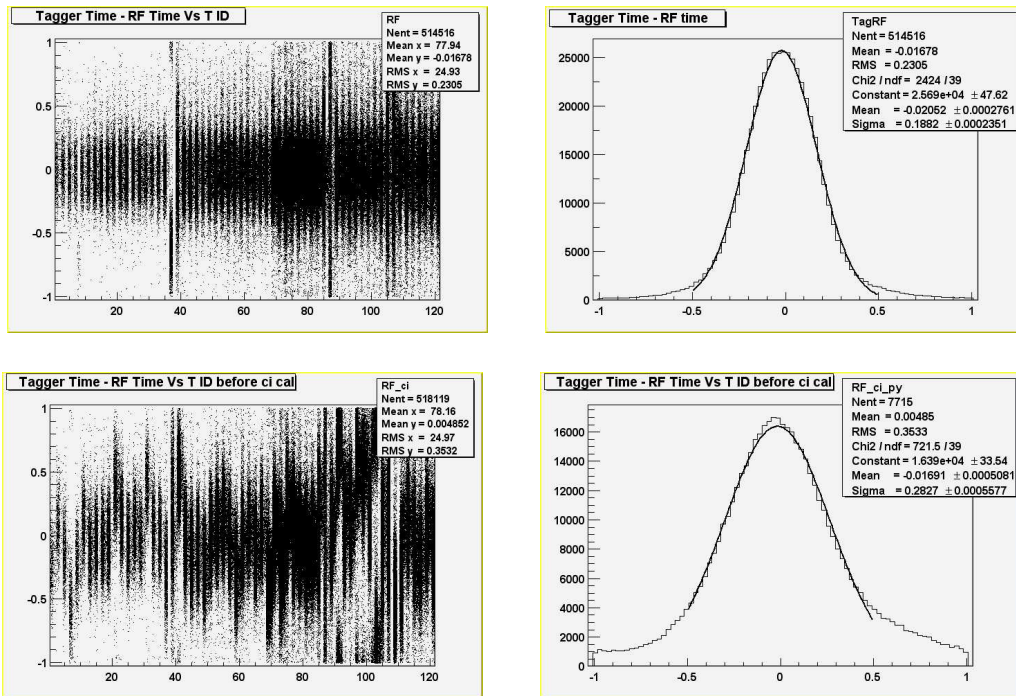 Tagger Time - RF Time Vs T ID
RF
Nent = 514516
Mean x = 77.94
Mean y = -0.01678
RMS x = 24.93
RMS y = 0.2305
1
0.5
0
-0.5
-1
20 40 60 80 100 120
Tagger Time - RF time
TagRF
Nent = 514516
Mean = -0.01678
RMS = 0.2305
Chi2 / ndf = 2424 / 39
Constant = 2.569e+04 ± 47.62
Mean = -0.02052 ± 0.0002761
Sigma = 0.1882 ± 0.0002351
25000
20000
15000
10000
5000
0
-1 -0.5 0 0.5 1
Tagger Time - RF Time Vs T ID before ci cal
RF_ci
Nent = 518119
Mean x = 78.16
Mean y = 0.004852
RMS x = 24.97
RMS y = 0.3532
1
0.5
0
-0.5
-1
20 40 60 80 100 120
Tagger Time - RF Time Vs T ID before ci cal
RF_ci_py
Nent = 7715
Mean = 0.00485
RMS = 0.3533
Chi2 / ndf = 721.5 / 39
Constant = 1.639e+04 ± 33.54
Mean = -0.01691 ± 0.0005081
Sigma = 0.2827 ± 0.0005577
16000
14000
12000
10000
8000
6000
4000
2000
0
-1 -0.5 0 0.5 1